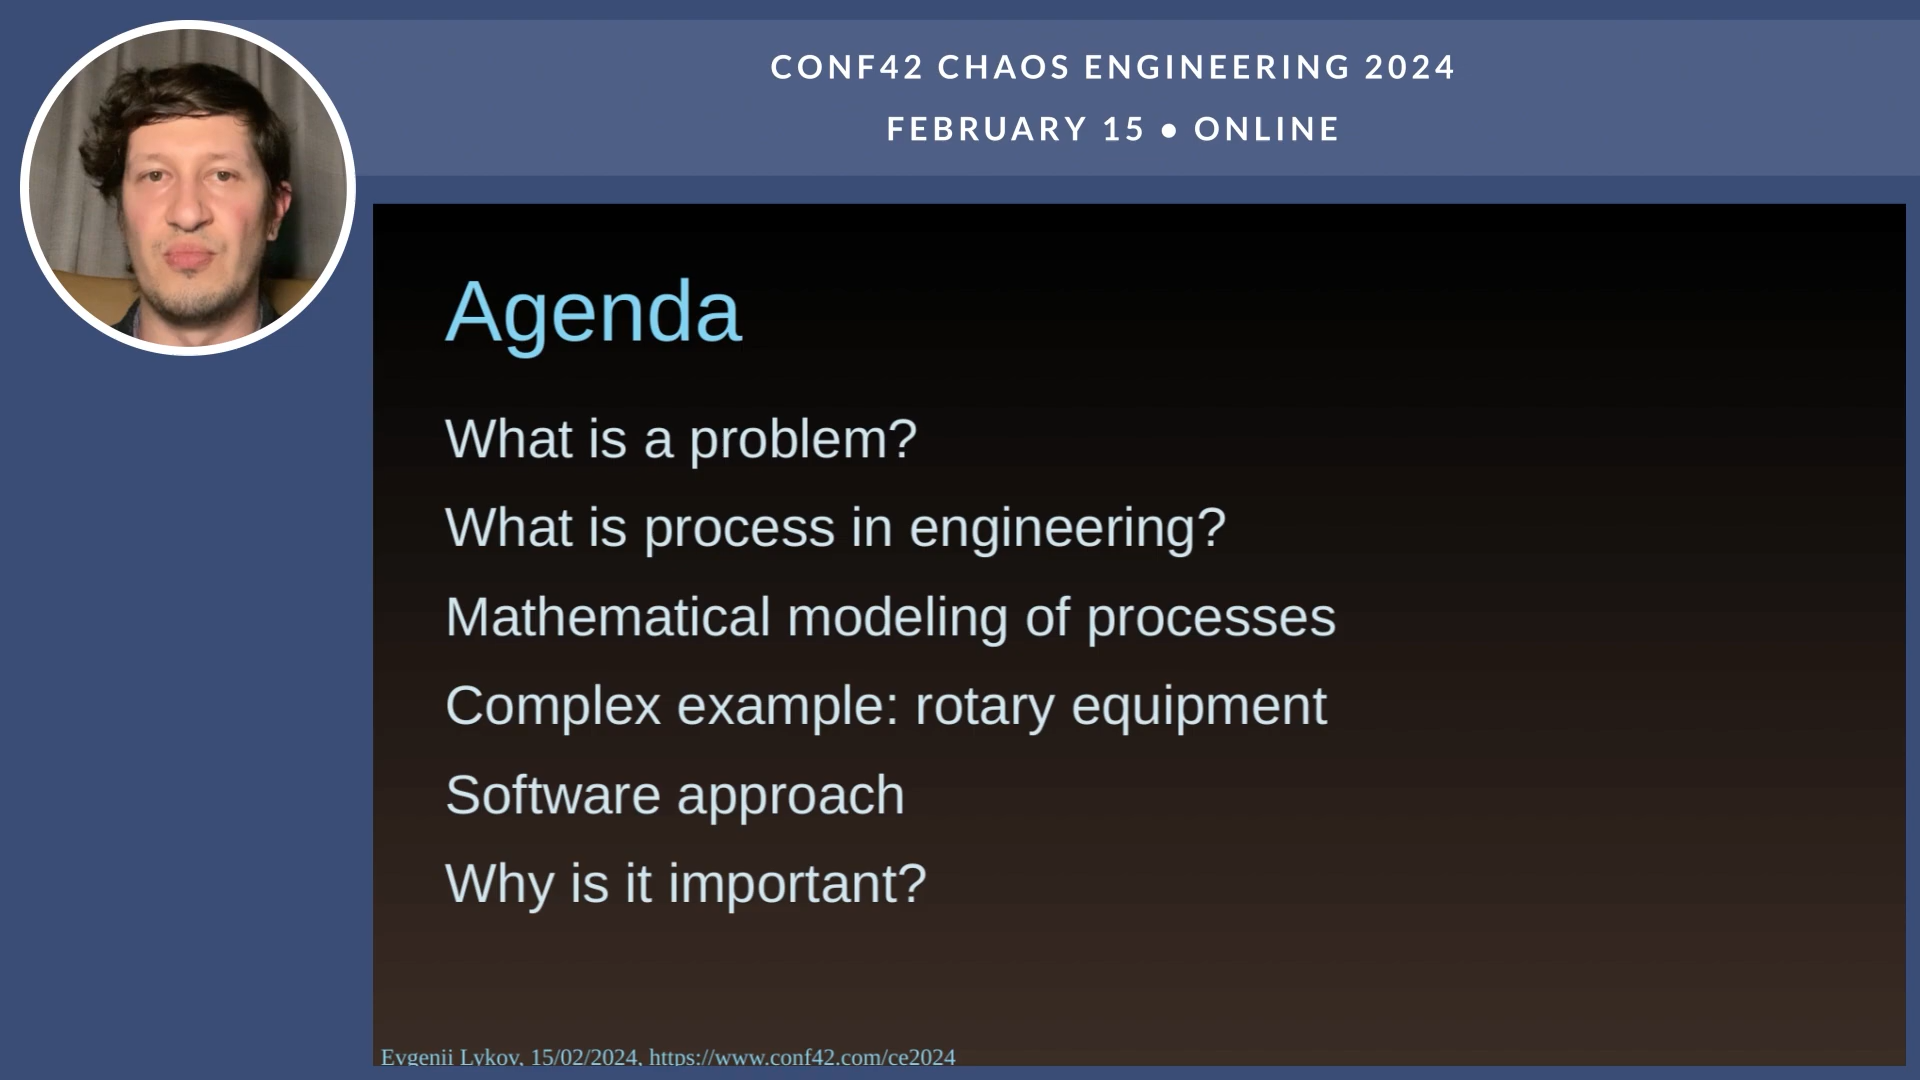 CONF42 CHAOS ENGINEERING 2024
FEBRUARY 15 • ONLINE
Agenda
What is a problem?
What is process in engineering?
Mathematical modeling of processes
Complex example: rotary equipment
Software approach
Why is it important?
Evgenii Lykov, 15/02/2024, https://www.conf42.com/ce2024